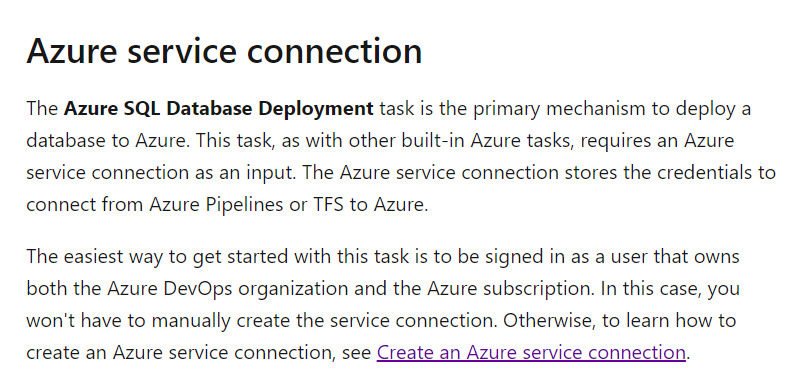 Azure service connection
The Azure SQL Database Deployment task is the primary mechanism to deploy a
database to Azure. This task, as with other built-in Azure tasks, requires an Azure
service connection as an input. The Azure service connection stores the credentials to
connect from Azure Pipelines or TFS to Azure.
The easiest way to get started with this task is to be signed in as a user that owns
both the Azure DevOps organization and the Azure subscription. In this case, you
won't have to manually create the service connection. Otherwise, to learn how to
create an Azure service connection, see Create an Azure service connection.